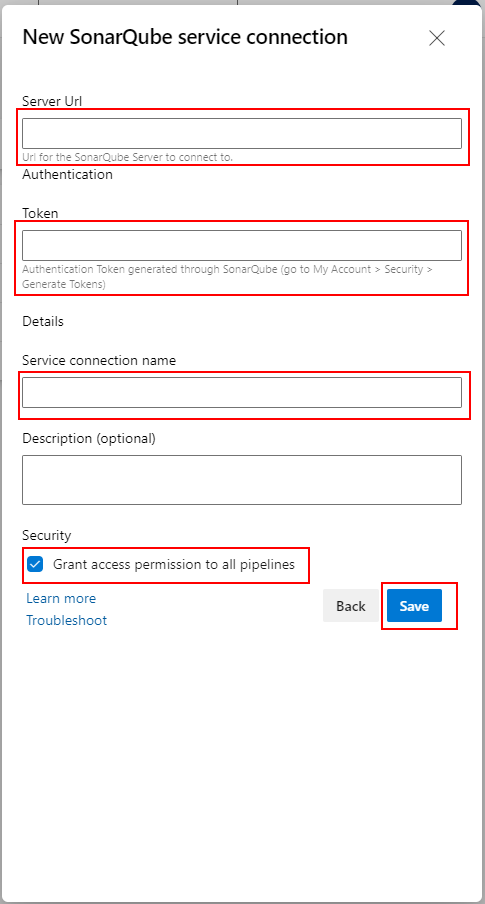 New SonarQube service connection
Server Url
Url for the SonarQube Server to connect to.
Authentication
Token
Authentication Token generated through SonarQube (go to My Account > Security >
Generate Tokens)
Details
Service connection name
Description (optional)
Security
Grant access permission to all pipelines
Learn more
Troubleshoot
Back
Save